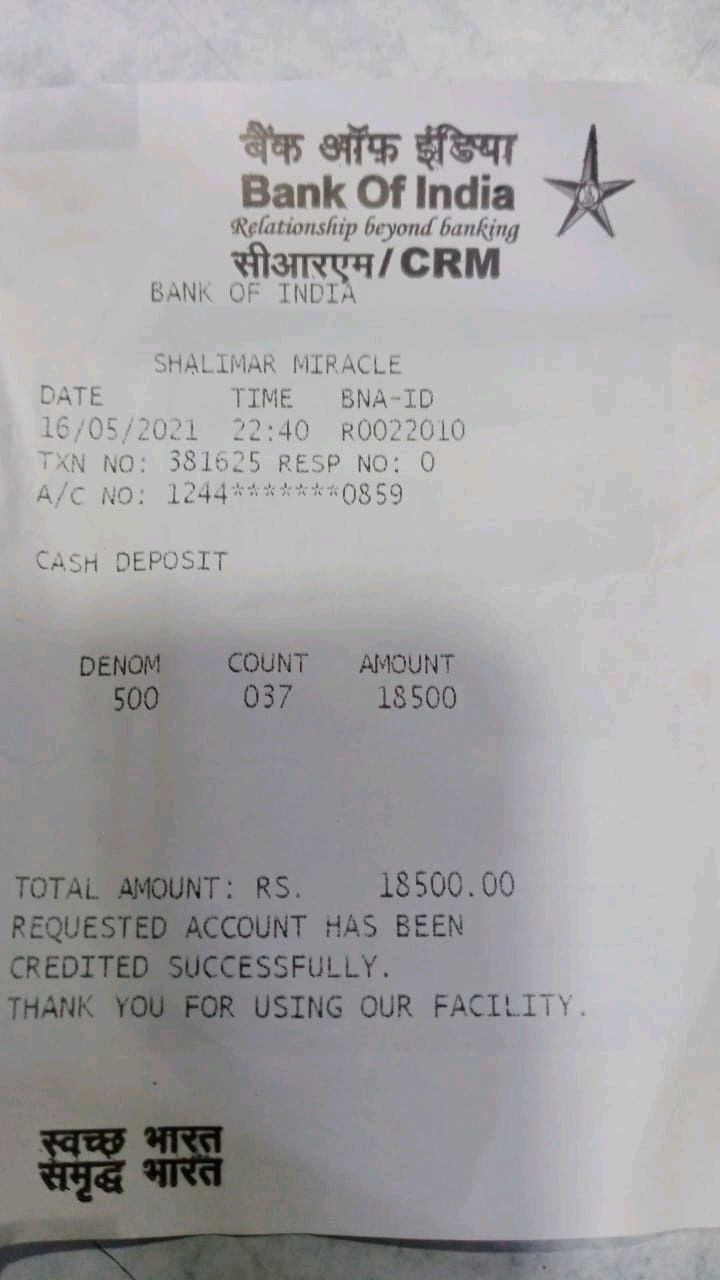 बैंक ऑफ़ इंडिया
Bank Of India
Relationship beyond banking
सीआरएम/CRM
BANK OF INDIA
SHALIMAR MIRACLE
DATE TIME BNA-ID
16/05/2021 22:40 R0022010
TXN NO: 381625 RESP NO: 0
A/C NO: 1244*******0859
CASH DEPOSIT
DENOM COUNT AMOUNT
500 037 18500
TOTAL AMOUNT: RS. 18500.00
REQUESTED ACCOUNT HAS BEEN
CREDITED SUCCESSFULLY.
THANK YOU FOR USING OUR FACILITY.
स्वच्छ भारत
समृद्ध भारत